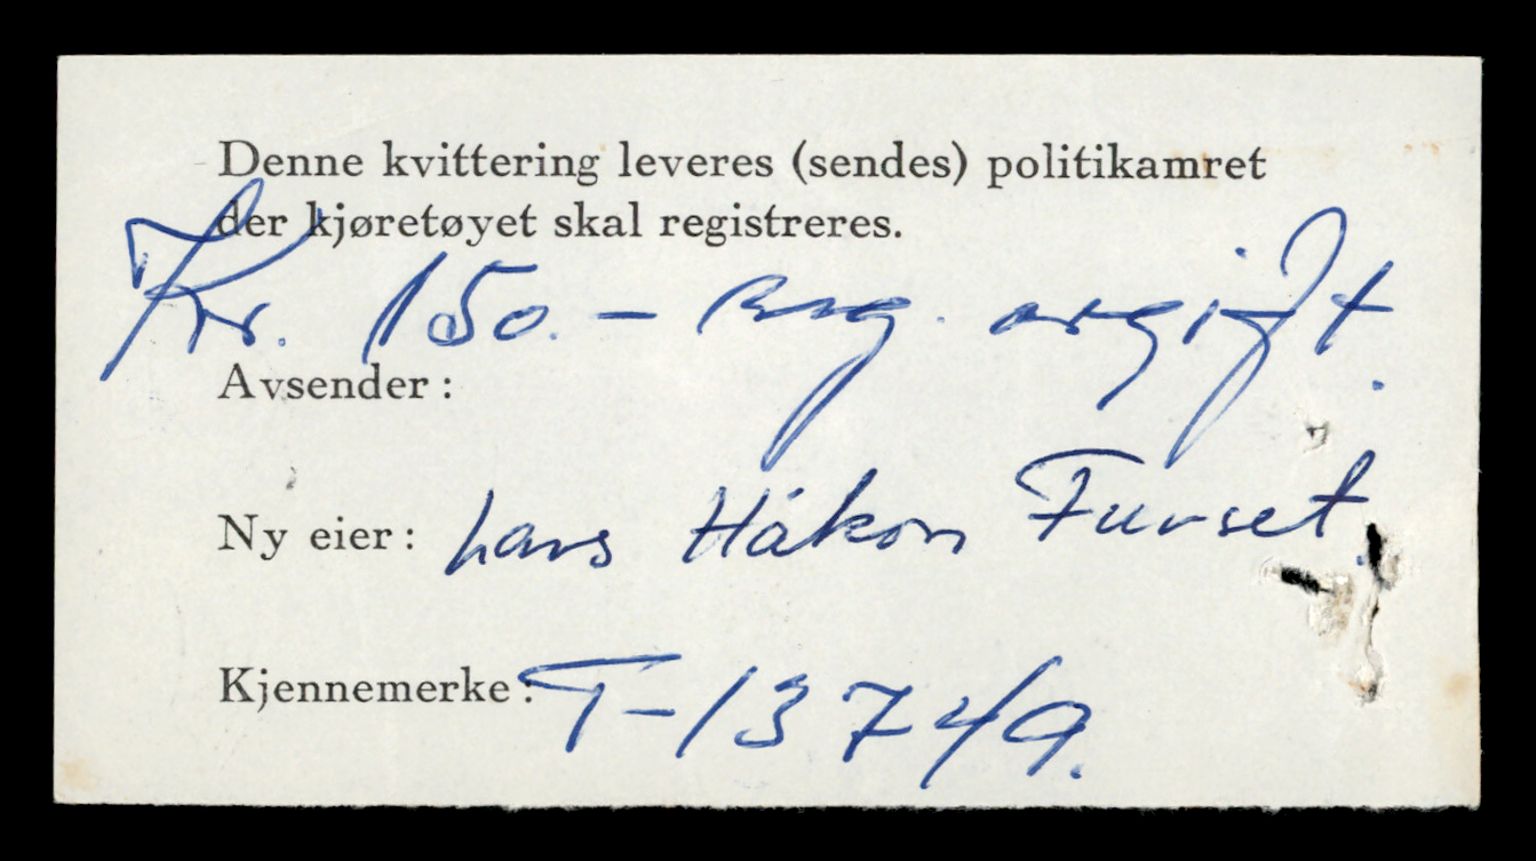 Denne kvittering leveres (sendes) politikamret
der kjøretøyet skal registreres.
Kr. 150.- reg. avgift.
Avsender:
Ny eier: Lars Håkon Furset.
Kjennemerke: T-13749.